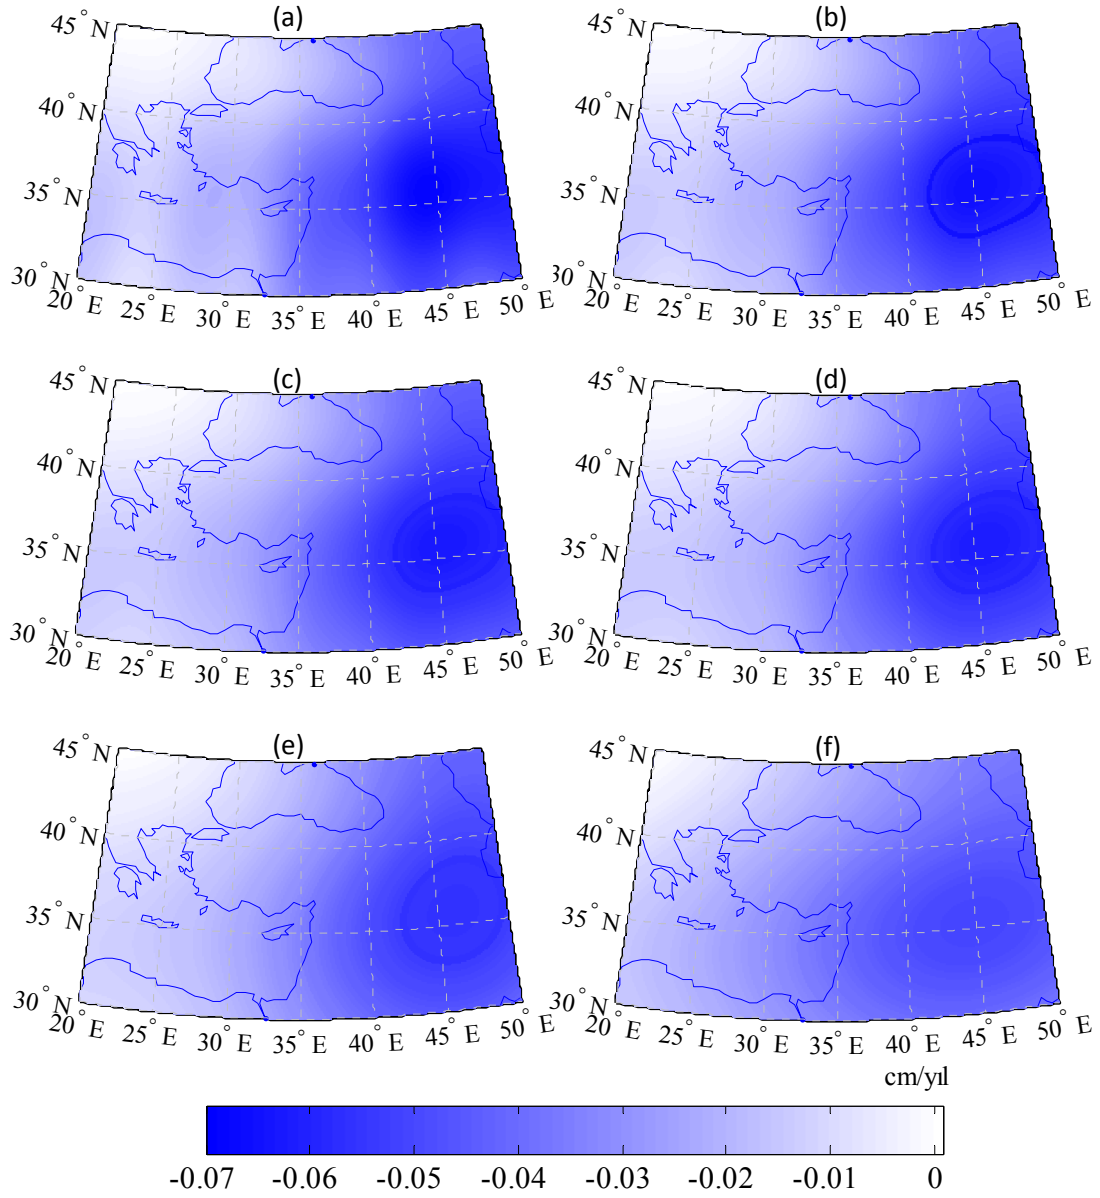 (a) (b)
45° N 45° N
40° N 40° N
35° N 35° N
30° N 30° N
20° E 25° E 30° E 35° E 40° E 45° E 50° E 20° E 25° E 30° E 35° E 40° E 45° E 50° E
(c) (d)
45° N 45° N
40° N 40° N
35° N 35° N
30° N 30° N
20° E 25° E 30° E 35° E 40° E 45° E 50° E 20° E 25° E 30° E 35° E 40° E 45° E 50° E
(e) (f)
45° N 45° N
40° N 40° N
35° N 35° N
30° N 30° N
20° E 25° E 30° E 35° E 40° E 45° E 50° E 20° E 25° E 30° E 35° E 40° E 45° E 50° E
cm/yıl
-0.07 -0.06 -0.05 -0.04 -0.03 -0.02 -0.01 0